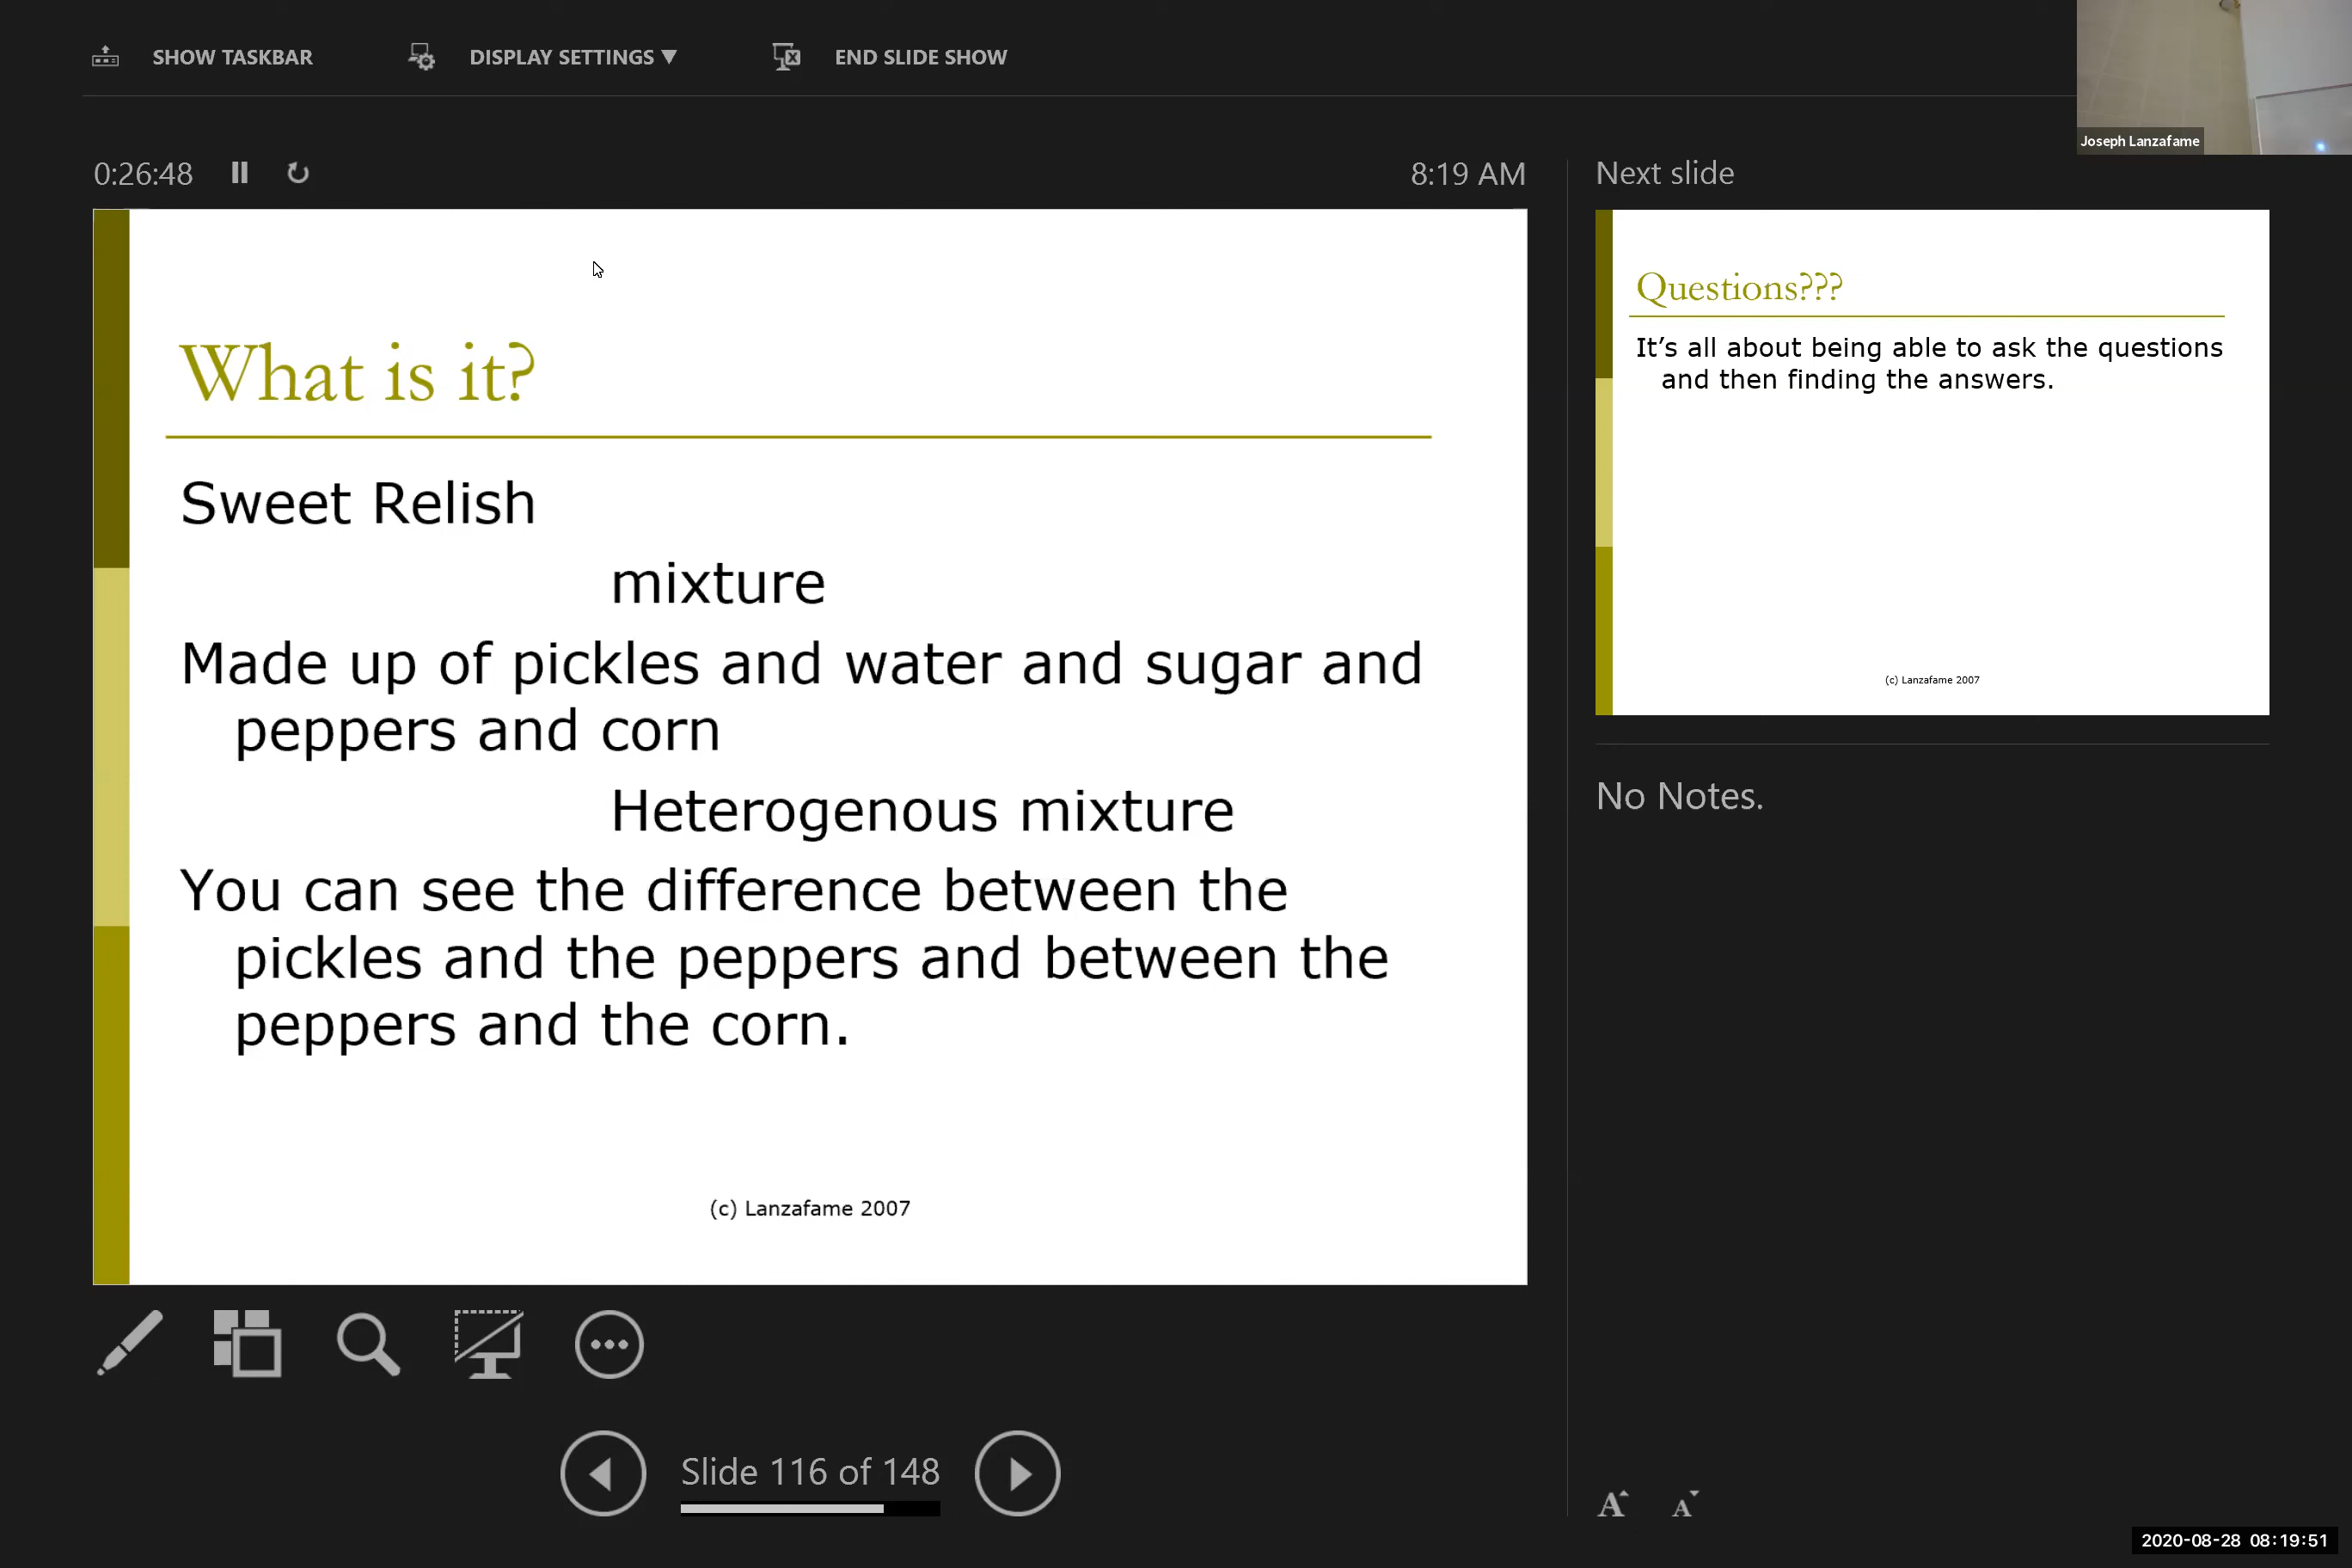 SHOW TASKBAR
DISPLAY SETTINGS ▼
END SLIDE SHOW
Joseph Lanzafame
0:26:48
8:19 AM
What is it?
Sweet Relish
mixture
Made up of pickles and water and sugar and
peppers and corn
Heterogenous mixture
You can see the difference between the
pickles and the peppers and between the
peppers and the corn.
(c) Lanzafame 2007
Next slide
Questions???
It’s all about being able to ask the questions
and then finding the answers.
(c) Lanzafame 2007
No Notes.
Slide 116 of 148
A A
2020-08-28 08:19:51